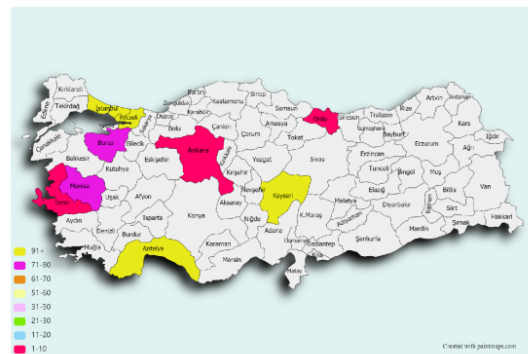 Kırklareli
Edirne
Tekirdağ
İstanbul
Kocaeli
Sakarya
Düzce
Zonguldak
Bartın
Karabük
Kastamonu
Sinop
Samsun
Ordu
Giresun
Trabzon
Rize
Artvin
Ardahan
Kars
Iğdır
Çanakkale
Balıkesir
Bursa
Bilecik
Bolu
Çankırı
Çorum
Amasya
Tokat
Gümüşhane
Bayburt
Erzurum
Ağrı
Kütahya
Eskişehir
Ankara
Kırıkkale
Yozgat
Sivas
Erzincan
Tunceli
Bingöl
Muş
Van
Manisa
İzmir
Uşak
Afyon
Kırşehir
Nevşehir
Kayseri
Malatya
Elazığ
Diyarbakır
Batman
Bitlis
Siirt
Aydın
Denizli
Isparta
Konya
Aksaray
Niğde
K.Maraş
Adıyaman
Mardin
Şırnak
Hakkari
Muğla
Burdur
Antalya
Karaman
Mersin
Adana
Osmaniye
Gaziantep
Kilis
Şanlıurfa
Hatay
91+
71-90
61-70
51-60
31-50
21-30
11-20
1-10
Created with paintmaps.com